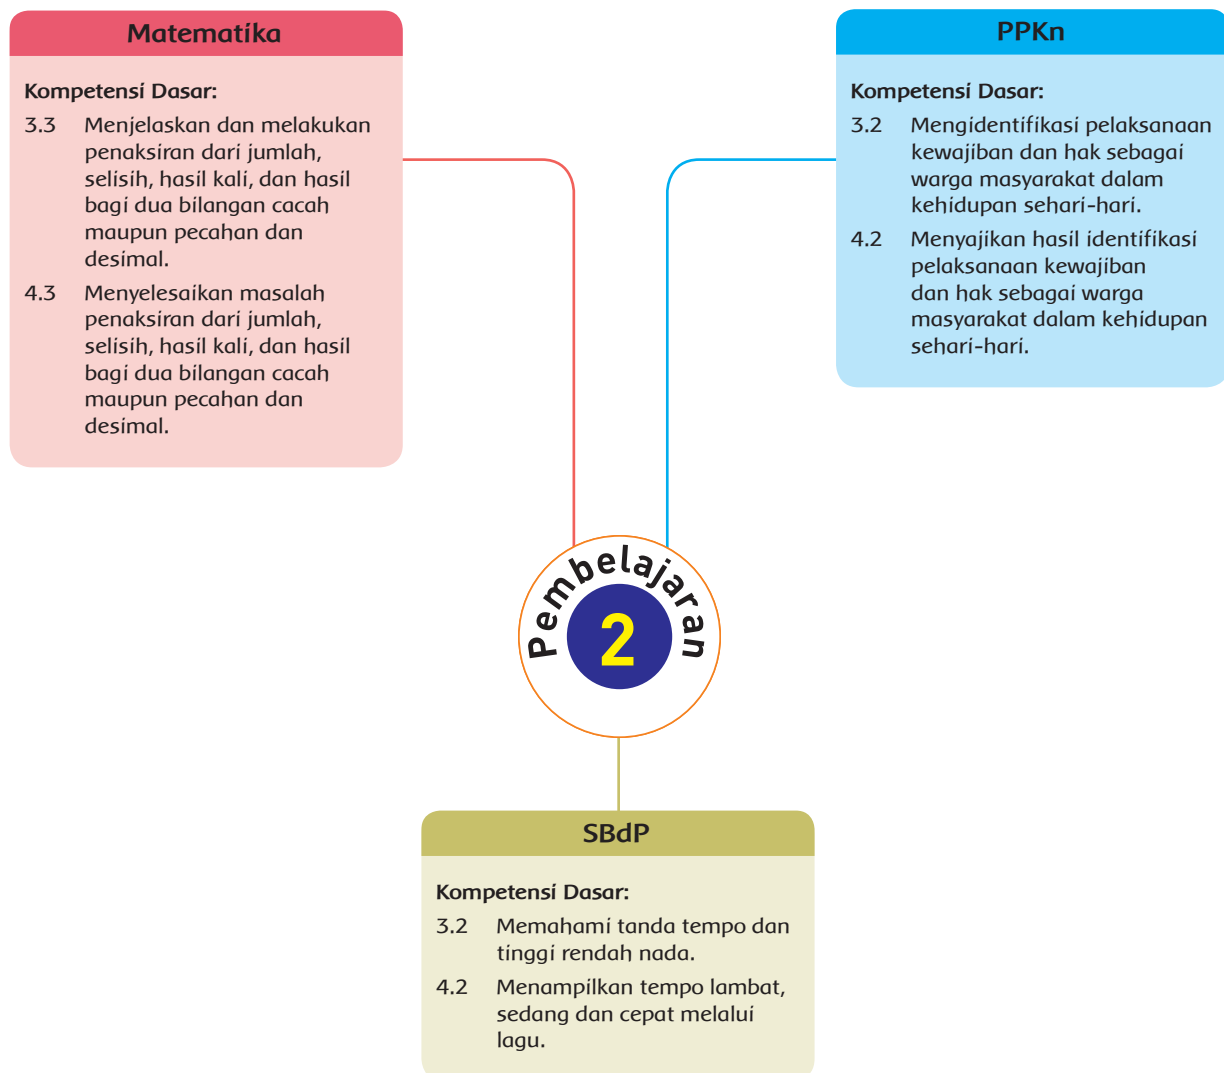 Matematika
Kompetensi Dasar:
3.3 Menjelaskan dan melakukan
penaksiran dari jumlah,
selisih, hasil kali, dan hasil
bagi dua bilangan cacah
maupun pecahan dan
desimal.
4.3 Menyelesaikan masalah
penaksiran dari jumlah,
selisih, hasil kali, dan hasil
bagi dua bilangan cacah
maupun pecahan dan
desimal.
PPKn
Kompetensi Dasar:
3.2 Mengidentifikasi pelaksanaan
kewajiban dan hak sebagai
warga masyarakat dalam
kehidupan sehari-hari.
4.2 Menyajikan hasil identifikasi
pelaksanaan kewajiban
dan hak sebagai warga
masyarakat dalam kehidupan
sehari-hari.
Pembelajaran
2
SBdP
Kompetensi Dasar:
3.2 Memahami tanda tempo dan
tinggi rendah nada.
4.2 Menampilkan tempo lambat,
sedang dan cepat melalui
lagu.